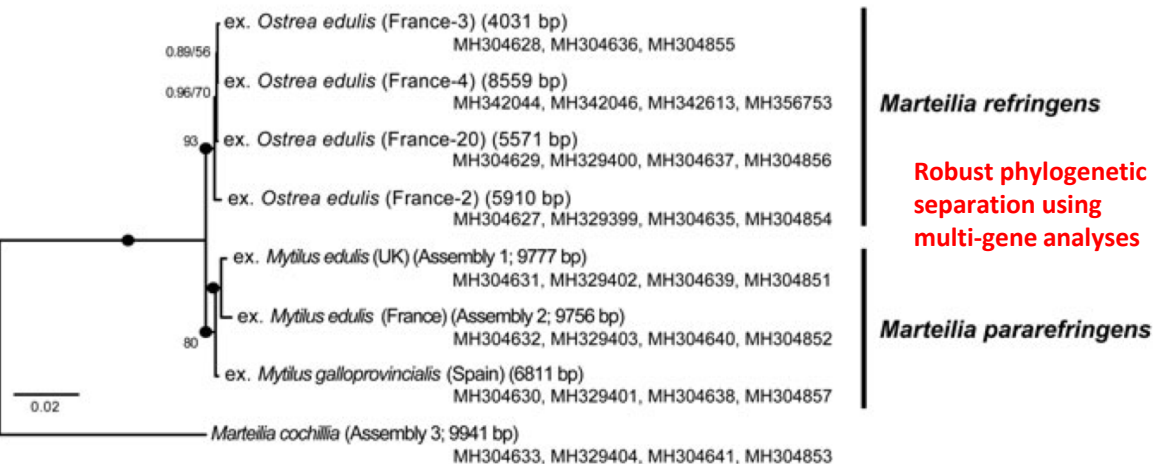 ex. Ostrea edulis (France-3) (4031 bp)
MH304628, MH304636, MH304855
0.89/56
ex. Ostrea edulis (France-4) (8559 bp)
0.96/70
MH342044, MH342046, MH342613, MH356753
Marteilia refringens
ex. Ostrea edulis (France-20) (5571 bp)
93
MH304629, MH329400, MH304637, MH304856
Robust phylogenetic
separation using
multi-gene analyses
ex. Ostrea edulis (France-2) (5910 bp)
MH304627, MH329399, MH304635, MH304854
ex. Mytilus edulis (UK) (Assembly 1; 9777 bp)
MH304631, MH329402, MH304639, MH304851
ex. Mytilus edulis (France) (Assembly 2; 9756 bp)
MH304632, MH329403, MH304640, MH304852
Marteilia pararefringens
80
ex. Mytilus galloprovincialis (Spain) (6811 bp)
MH304630, MH329401, MH304638, MH304857
0.02
Marteilia cochillia (Assembly 3; 9941 bp)
MH304633, MH329404, MH304641, MH304853